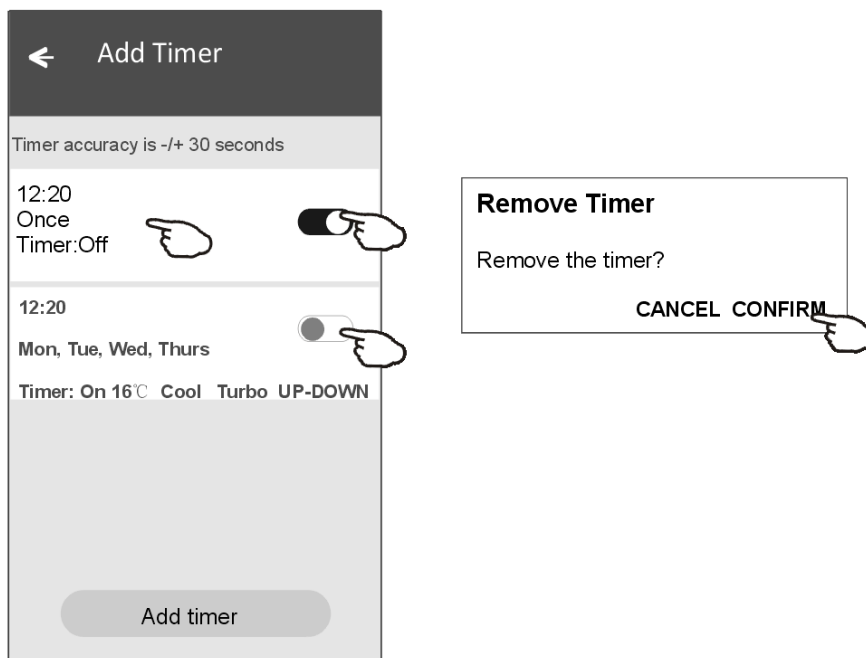 Add Timer
Timer accuracy is -/+ 30 seconds
12:20
Once
Timer:Off
12:20
Mon, Tue, Wed, Thurs
Timer: On 16℃ Cool Turbo UP-DOWN
Add timer
Remove Timer
Remove the timer?
CANCEL CONFIRM